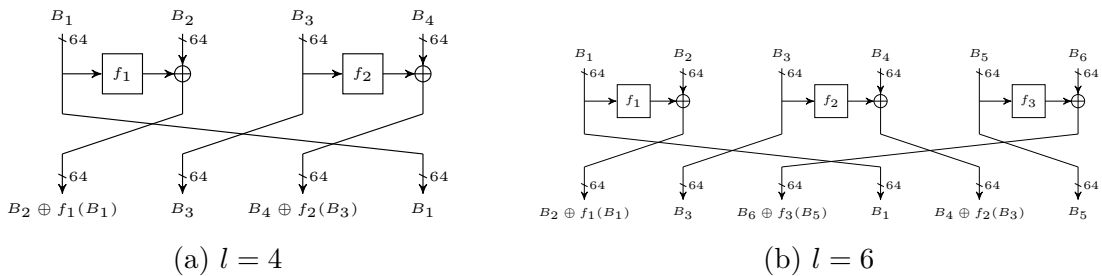 B₁ B₂ B₃ B₄
64 64 64 64
f₁ f₂
64 64 64 64
B₂ ⊕ f₁(B₁) B₃ B₄ ⊕ f₂(B₃) B₁
(a) l = 4
B₁ B₂ B₃ B₄ B₅ B₆
64 64 64 64 64 64
f₁ f₂ f₃
64 64 64 64 64 64
B₂ ⊕ f₁(B₁) B₃ B₆ ⊕ f₃(B₅) B₁ B₄ ⊕ f₂(B₃) B₅
(b) l = 6